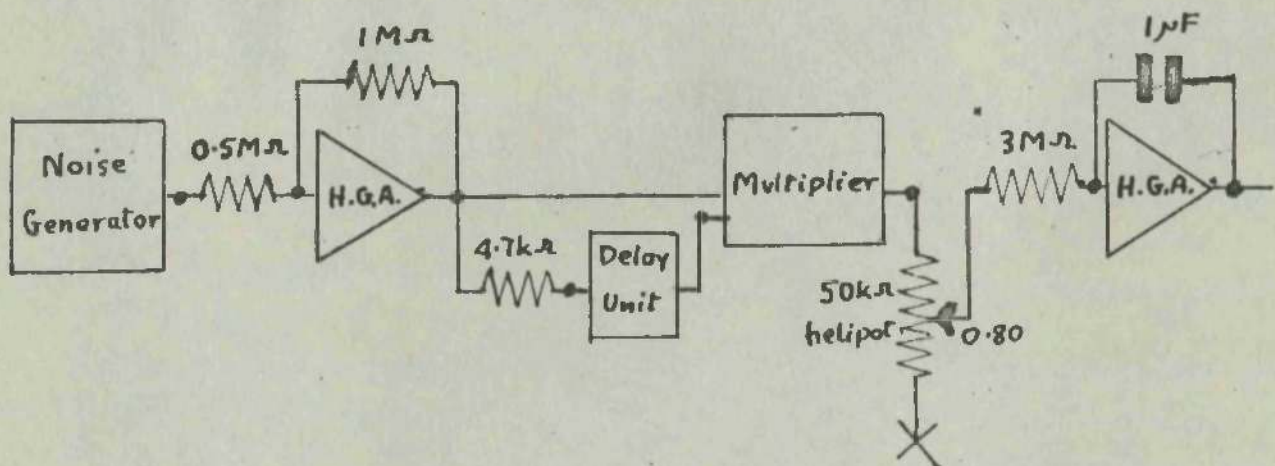 1MΩ
1μF
Noise
Generator
0.5MΩ
H.G.A.
4.7kΩ
Delay
Unit
Multiplier
50kΩ
helipot
0.80
3MΩ
H.G.A.